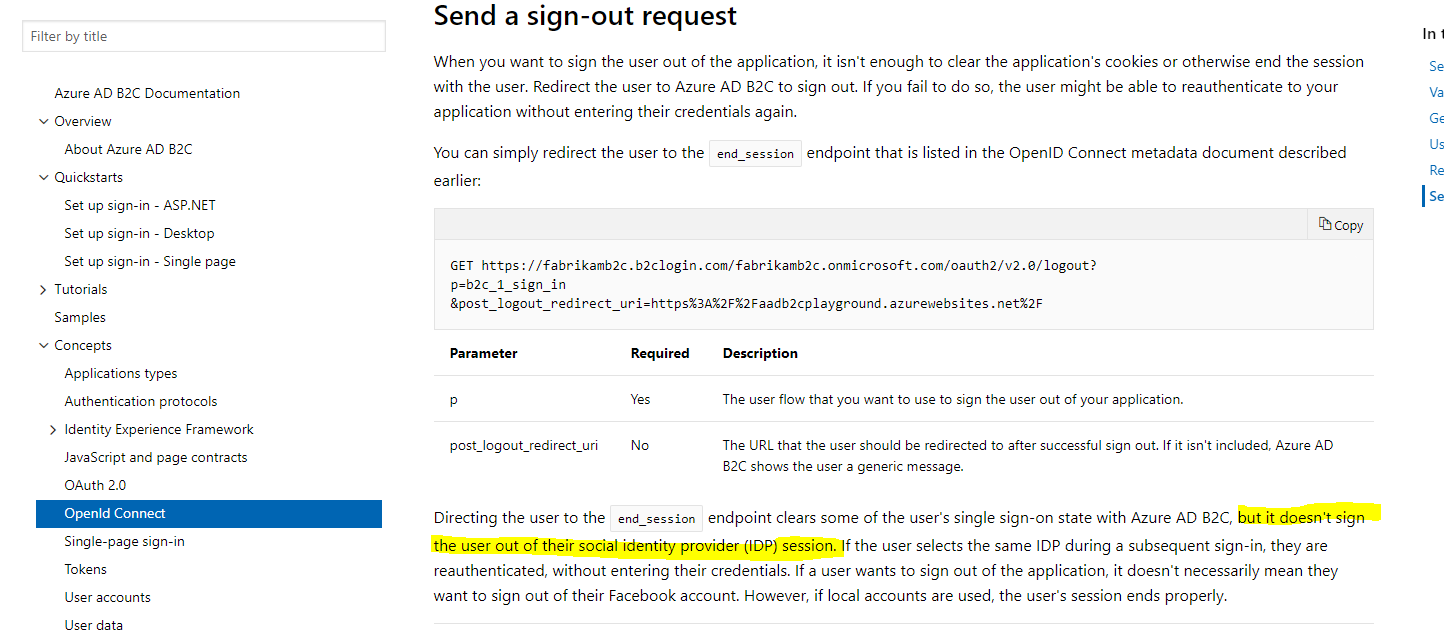 Filter by title
Azure AD B2C Documentation
Overview
About Azure AD B2C
Quickstarts
Set up sign-in - ASP.NET
Set up sign-in - Desktop
Set up sign-in - Single page
Tutorials
Samples
Concepts
Applications types
Authentication protocols
Identity Experience Framework
JavaScript and page contracts
OAuth 2.0
OpenId Connect
Single-page sign-in
Tokens
User accounts
User data
Send a sign-out request
When you want to sign the user out of the application, it isn't enough to clear the application's cookies or otherwise end the session
with the user. Redirect the user to Azure AD B2C to sign out. If you fail to do so, the user might be able to reauthenticate to your
application without entering their credentials again.
You can simply redirect the user to the end_session endpoint that is listed in the OpenID Connect metadata document described
earlier:
Copy
GET https://fabrikamb2c.b2clogin.com/fabrikamb2c.onmicrosoft.com/oauth2/v2.0/logout?
p=b2c_1_sign_in
&post_logout_redirect_uri=https%3A%2F%2Faadb2cplayground.azurewebsites.net%2F
Parameter Required Description
p Yes The user flow that you want to use to sign the user out of your application.
post_logout_redirect_uri No The URL that the user should be redirected to after successful sign out. If it isn't included, Azure AD
B2C shows the user a generic message.
Directing the user to the end_session endpoint clears some of the user's single sign-on state with Azure AD B2C, but it doesn't sign
the user out of their social identity provider (IDP) session. If the user selects the same IDP during a subsequent sign-in, they are
reauthenticated, without entering their credentials. If a user wants to sign out of the application, it doesn't necessarily mean they
want to sign out of their Facebook account. However, if local accounts are used, the user's session ends properly.
In t
Se
Va
Ge
Us
Re
Se